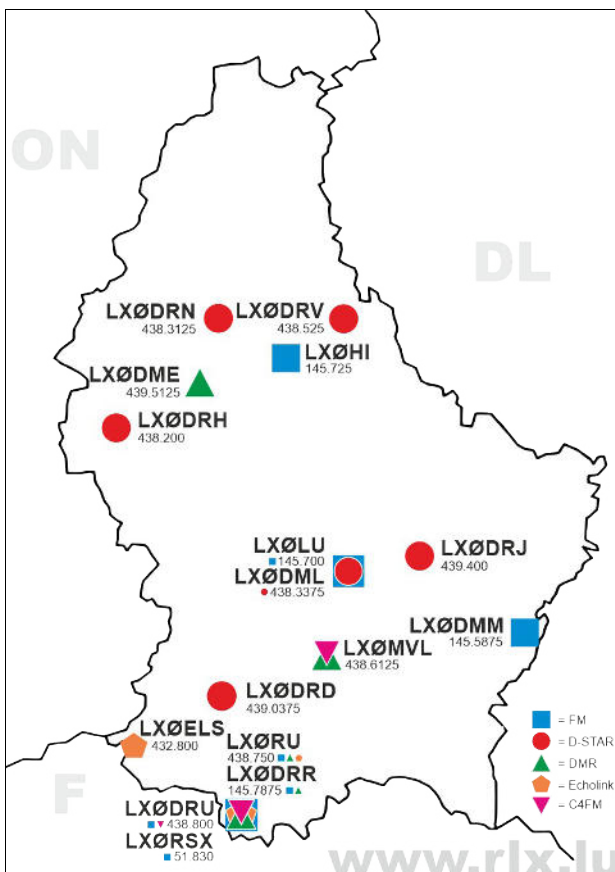 ON
DL
LXØDRN
438.3125
LXØDRV
438.525
LXØHI
145.725
LXØDME
439.5125
LXØDRH
438.200
LXØLU
145.700
LXØDML
438.3375
LXØDRJ
439.400
LXØDMM
145.5875
LXØMVL
438.6125
LXØDRD
439.0375
LXØELS
432.800
LXØRU
438.750
LXØDRR
145.7875
LXØDRU
438.800
LXØRSX
51.830
F
= FM
= D-STAR
= DMR
= Echolink
= C4FM
www.rlx.lu